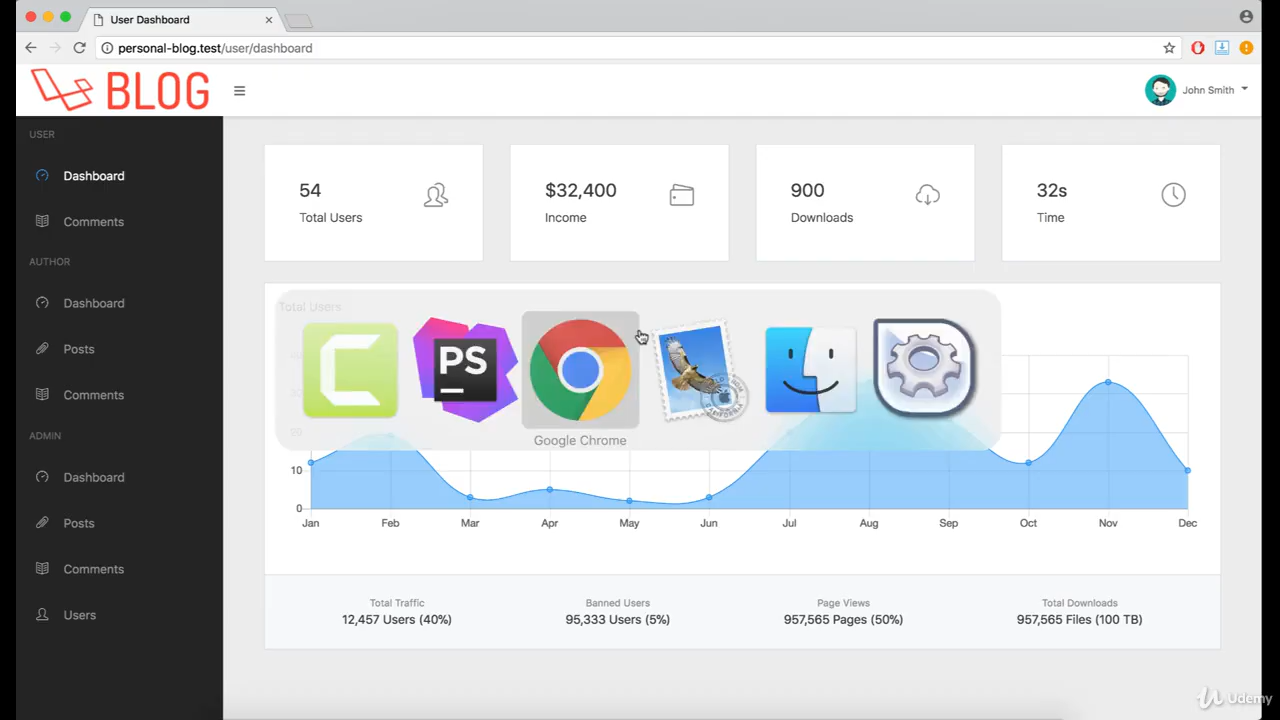 User Dashboard
personal-blog.test/user/dashboard
BLOG
John Smith
USER
Dashboard
Comments
AUTHOR
Dashboard
Posts
Comments
ADMIN
Dashboard
Posts
Comments
Users
54
Total Users
$32,400
Income
900
Downloads
32s
Time
Total Users
C
PS
Google Chrome
10
0
Jan Feb Mar Apr May Jun Jul Aug Sep Oct Nov Dec
Total Traffic
12,457 Users (40%)
Banned Users
95,333 Users (5%)
Page Views
957,565 Pages (50%)
Total Downloads
957,565 Files (100 TB)
Udemy